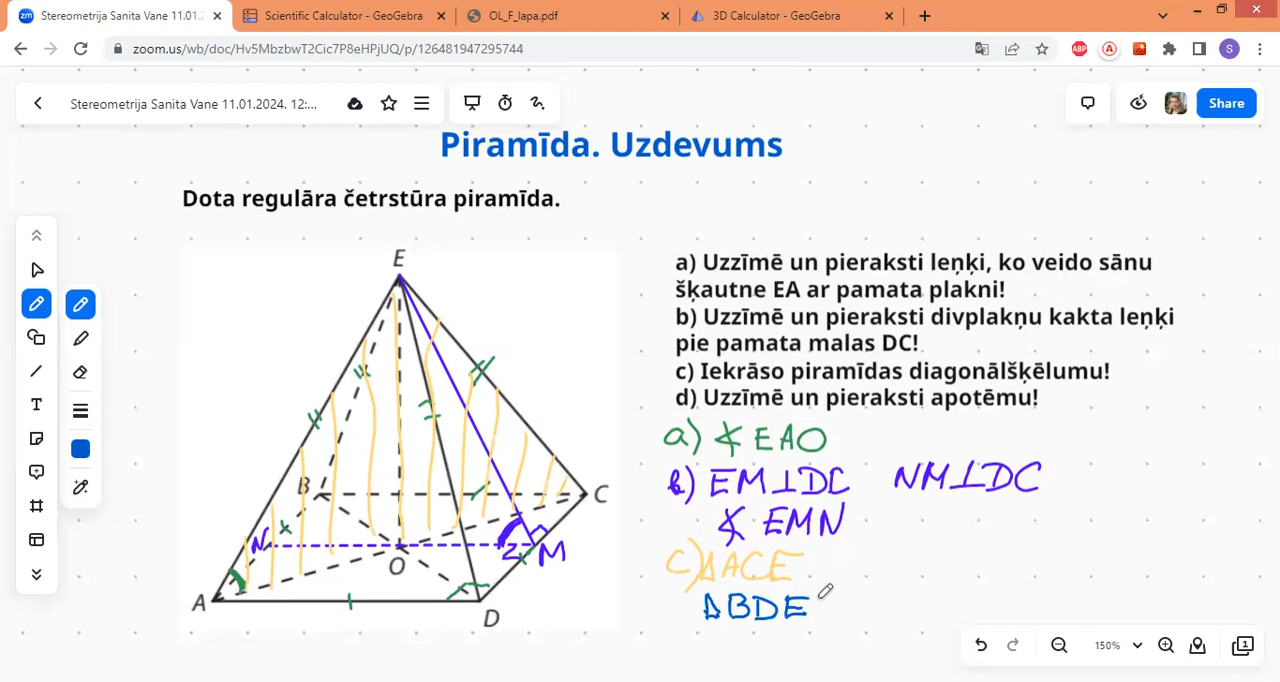 Stereometrija Sanita Vane 11.01.2
Scientific Calculator - GeoGebra
OL_F_lapa.pdf
3D Calculator - GeoGebra
zoom.us/wb/doc/Hv5MbzbwT2Cic7P8eHPjUQ/p/126481947295744
ABP
S
Stereometrija Sanita Vane 11.01.2024. 12:...
Share
Piramīda. Uzdevums
Dota regulāra četrstūra piramīda.
a) Uzzīmē un pieraksti leņķi, ko veido sānu
šķautne EA ar pamata plakni!
b) Uzzīmē un pieraksti divplakņu kakta leņķi
pie pamata malas DC!
c) Iekrāso piramīdas diagonālšķēlumu!
d) Uzzīmē un pieraksti apotēmu!
a) ∢ EAO
b) EM⊥DC NM⊥DC
∢ EMN
c) ΔACE
ΔBDE
E
B
C
N
M
O
A
D
150%
1